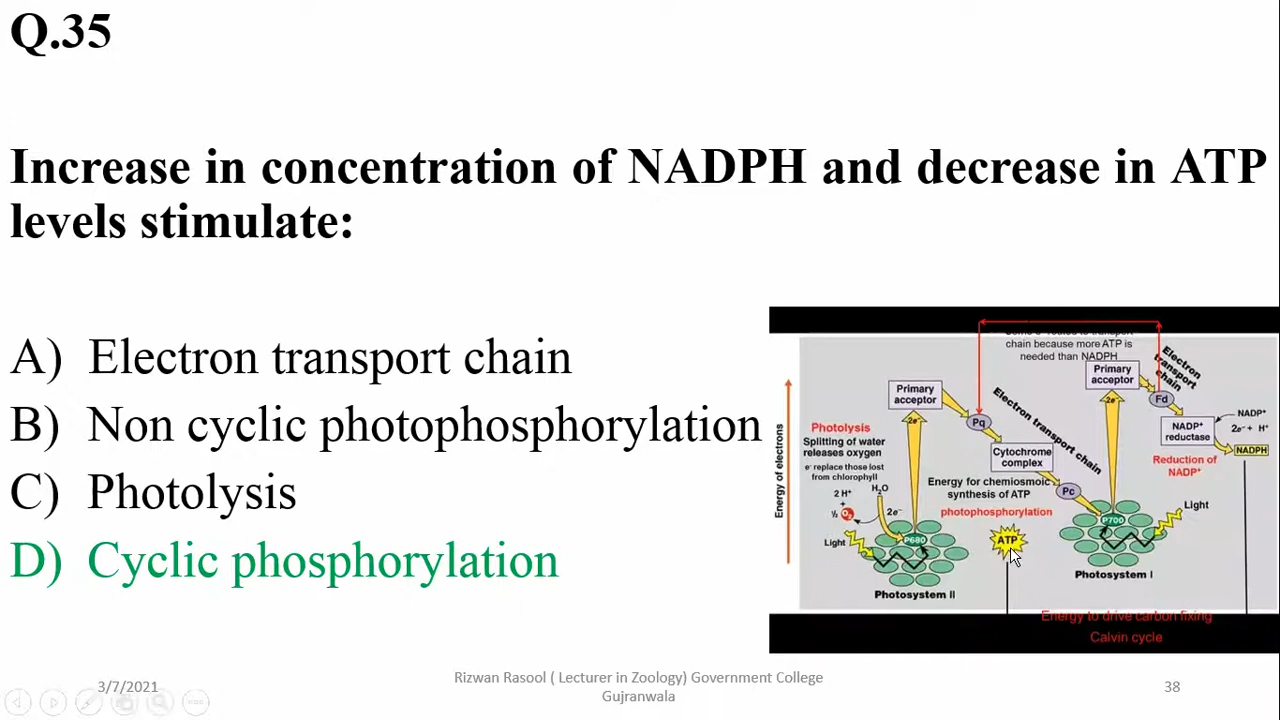 Q.35
Increase in concentration of NADPH and decrease in ATP
levels stimulate:
A) Electron transport chain
B) Non cyclic photophosphorylation
C) Photolysis
D) Cyclic phosphorylation
transport
chain because more ATP is
needed than NADPH
Electron
transport
chain
Primary
acceptor
2e-
Fd
NADP+
reductase
NADP+
2e- + H+
NADPH
Reduction of
NADP+
Primary
acceptor
2e-
Pq
Electron transport chain
Cytochrome
complex
Pc
Energy for chemiosmoic
synthesis of ATP
photophosphorylation
ATP
Energy of electrons
Photolysis
Splitting of water
releases oxygen
e- replace those lost
from chlorophyll
H2O
2 H+
+
½ O2
2e-
Light
P680
Photosystem II
P700
Light
Photosystem I
Energy to drive carbon fixing
Calvin cycle
3/7/2021
Rizwan Rasool ( Lecturer in Zoology) Government College
Gujranwala
38